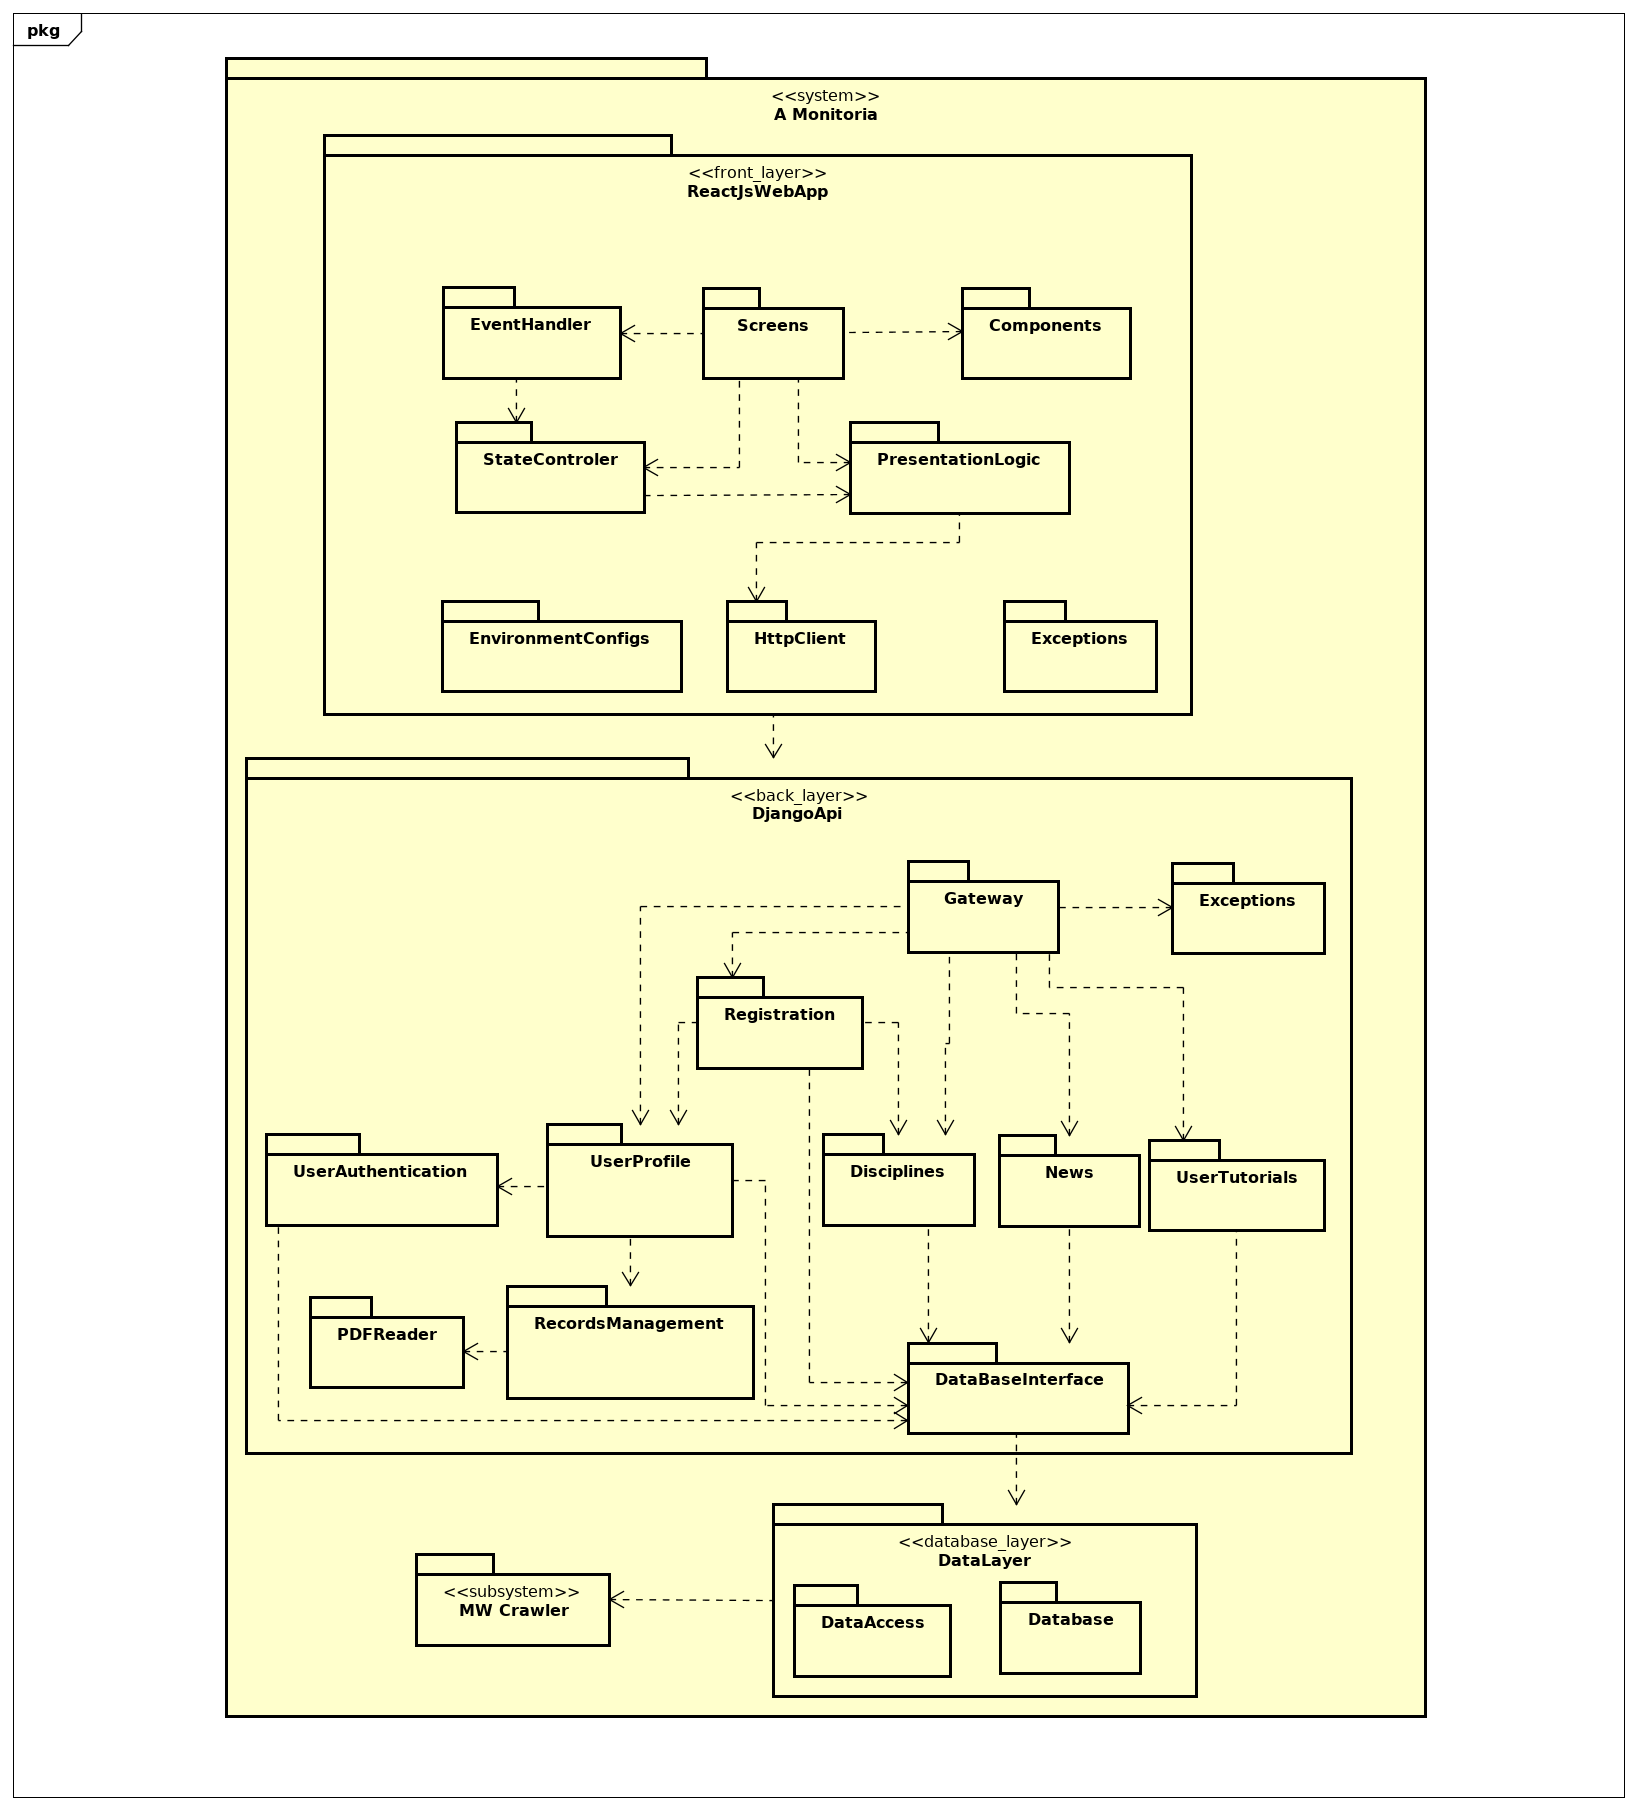 pkg
<<system>>
A Monitoria
<<front_layer>>
ReactJsWebApp
EventHandler
Screens
Components
StateControler
PresentationLogic
EnvironmentConfigs
HttpClient
Exceptions
<<back_layer>>
DjangoApi
Gateway
Exceptions
Registration
UserAuthentication
UserProfile
Disciplines
News
UserTutorials
PDFReader
RecordsManagement
DataBaseInterface
<<database_layer>>
DataLayer
<<subsystem>>
MW Crawler
DataAccess
Database